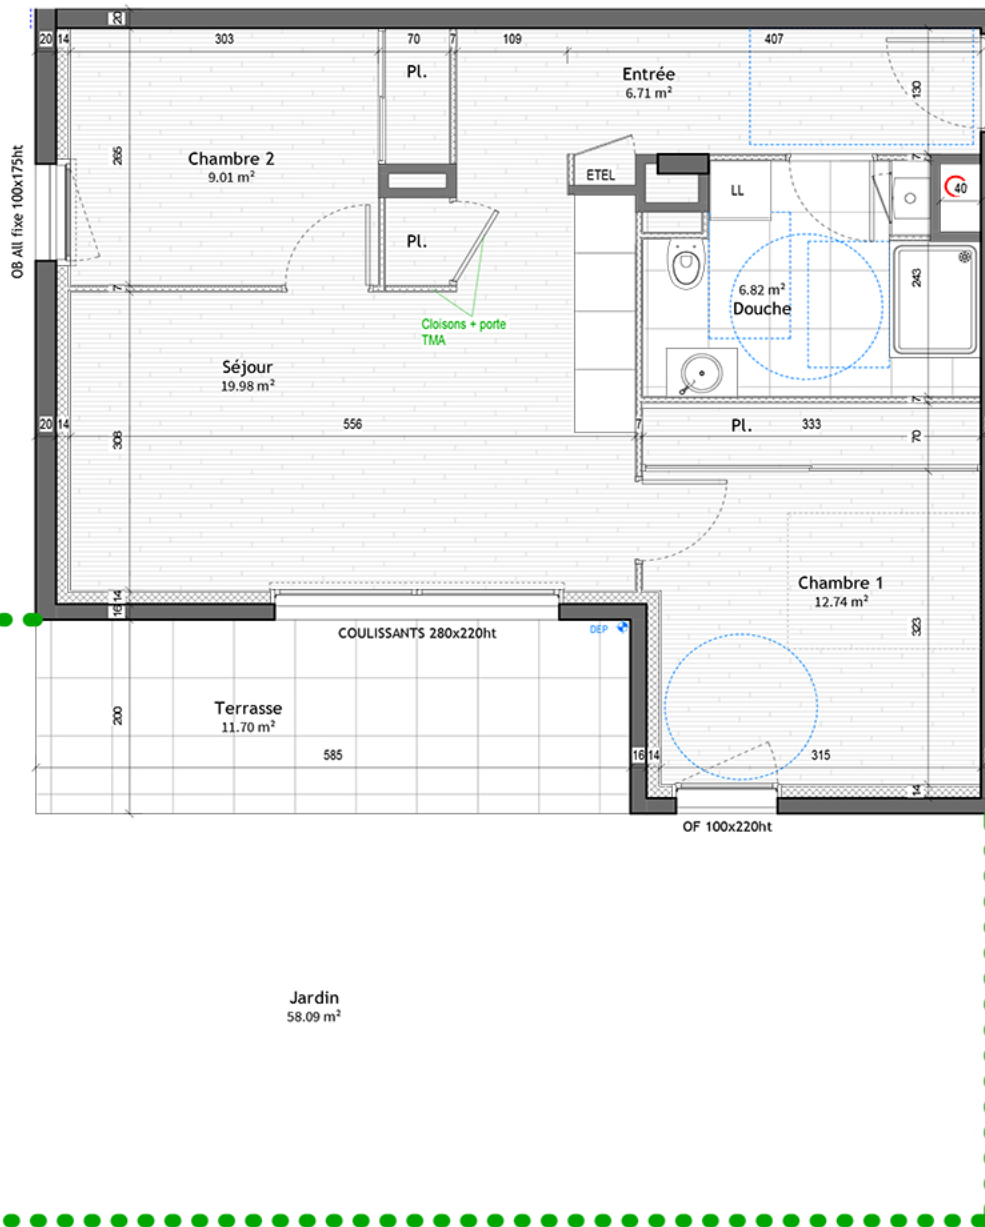 20
20
14
303
70
7
109
407
Pl.
Entrée
6.71 m²
130
OB All fixe 100x175ht
265
Chambre 2
9.01 m²
ETEL
LL
7
40
Pl.
243
6.82 m²
Douche
7
Cloisons + porte
TMA
Séjour
19.98 m²
20
14
308
556
7
Pl.
333
7
70
Chambre 1
12.74 m²
14
16
COULISSANTS 280x220ht
DEP
323
Terrasse
11.70 m²
200
585
16
14
315
14
OF 100x220ht
Jardin
58.09 m²